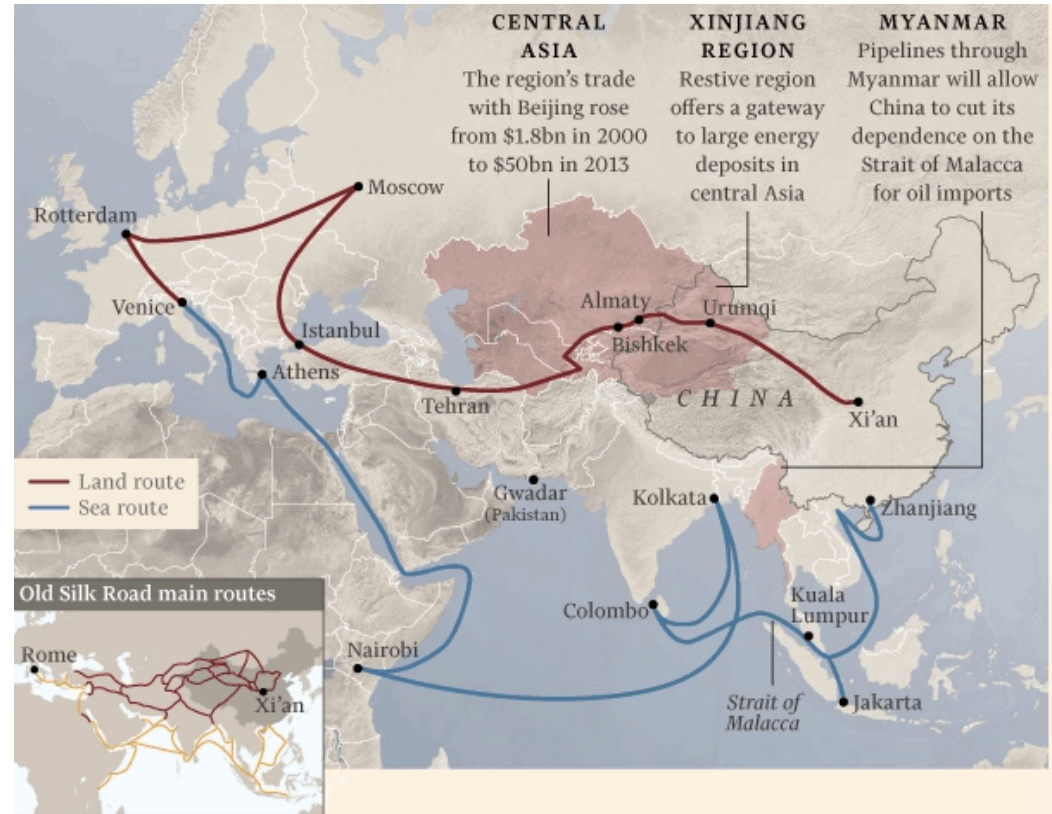 CENTRAL
ASIA
The region's trade
with Beijing rose
from $1.8bn in 2000
to $50bn in 2013
XINJIANG
REGION
Restive region
offers a gateway
to large energy
deposits in
central Asia
MYANMAR
Pipelines through
Myanmar will allow
China to cut its
dependence on the
Strait of Malacca
for oil imports
Moscow
Rotterdam
Venice
Istanbul
Athens
Tehran
Almaty
Bishkek
Urumqi
CHINA
Xi'an
Gwadar
(Pakistan)
Kolkata
Zhanjiang
Colombo
Kuala
Lumpur
Nairobi
Strait of
Malacca
Jakarta
Land route
Sea route
Old Silk Road main routes
Rome
Xi'an